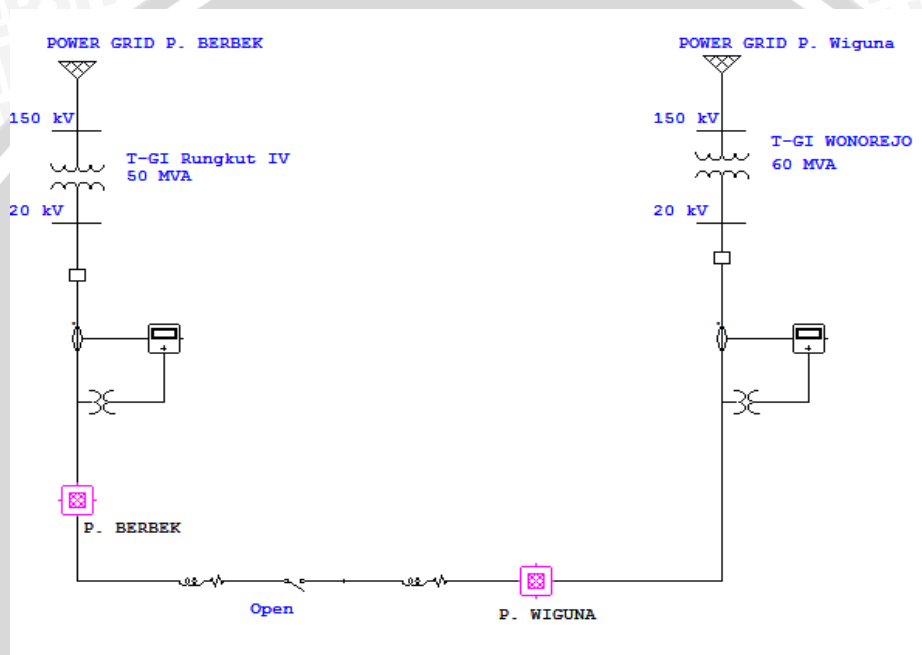 POWER GRID P. BERBEK
150 kV
T-GI Rungkut IV
50 MVA
20 kV
P. BERBEK
Open
P. WIGUNA
POWER GRID P. Wiguna
150 kV
T-GI WONOREJO
60 MVA
20 kV